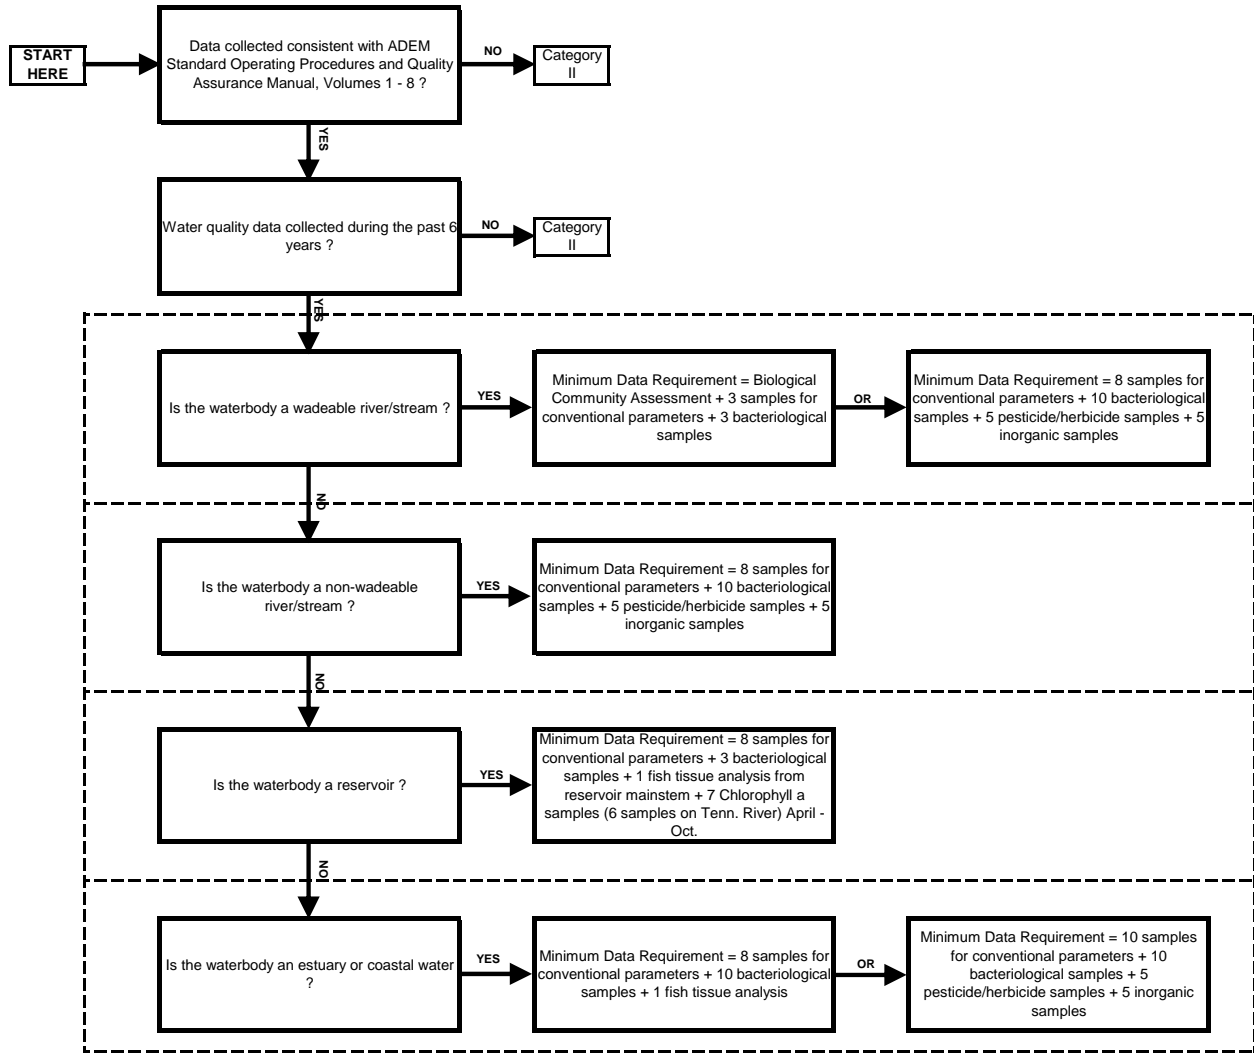 START
HERE
Data collected consistent with ADEM
Standard Operating Procedures and Quality
Assurance Manual, Volumes 1 - 8 ?
NO
Category
II
YES
Water quality data collected during the past 6
years ?
NO
Category
II
YES
Is the waterbody a wadeable river/stream ?
YES
Minimum Data Requirement = Biological
Community Assessment + 3 samples for
conventional parameters + 3 bacteriological
samples
OR
Minimum Data Requirement = 8 samples for
conventional parameters + 10 bacteriological
samples + 5 pesticide/herbicide samples + 5
inorganic samples
NO
Is the waterbody a non-wadeable
river/stream ?
YES
Minimum Data Requirement = 8 samples for
conventional parameters + 10 bacteriological
samples + 5 pesticide/herbicide samples + 5
inorganic samples
NO
Is the waterbody a reservoir ?
YES
Minimum Data Requirement = 8 samples for
conventional parameters + 3 bacteriological
samples + 1 fish tissue analysis from
reservoir mainstem + 7 Chlorophyll a
samples (6 samples on Tenn. River) April -
Oct.
NO
Is the waterbody an estuary or coastal water
?
YES
Minimum Data Requirement = 8 samples for
conventional parameters + 10 bacteriological
samples + 1 fish tissue analysis
OR
Minimum Data Requirement = 10 samples
for conventional parameters + 10
bacteriological samples + 5
pesticide/herbicide samples + 5 inorganic
samples